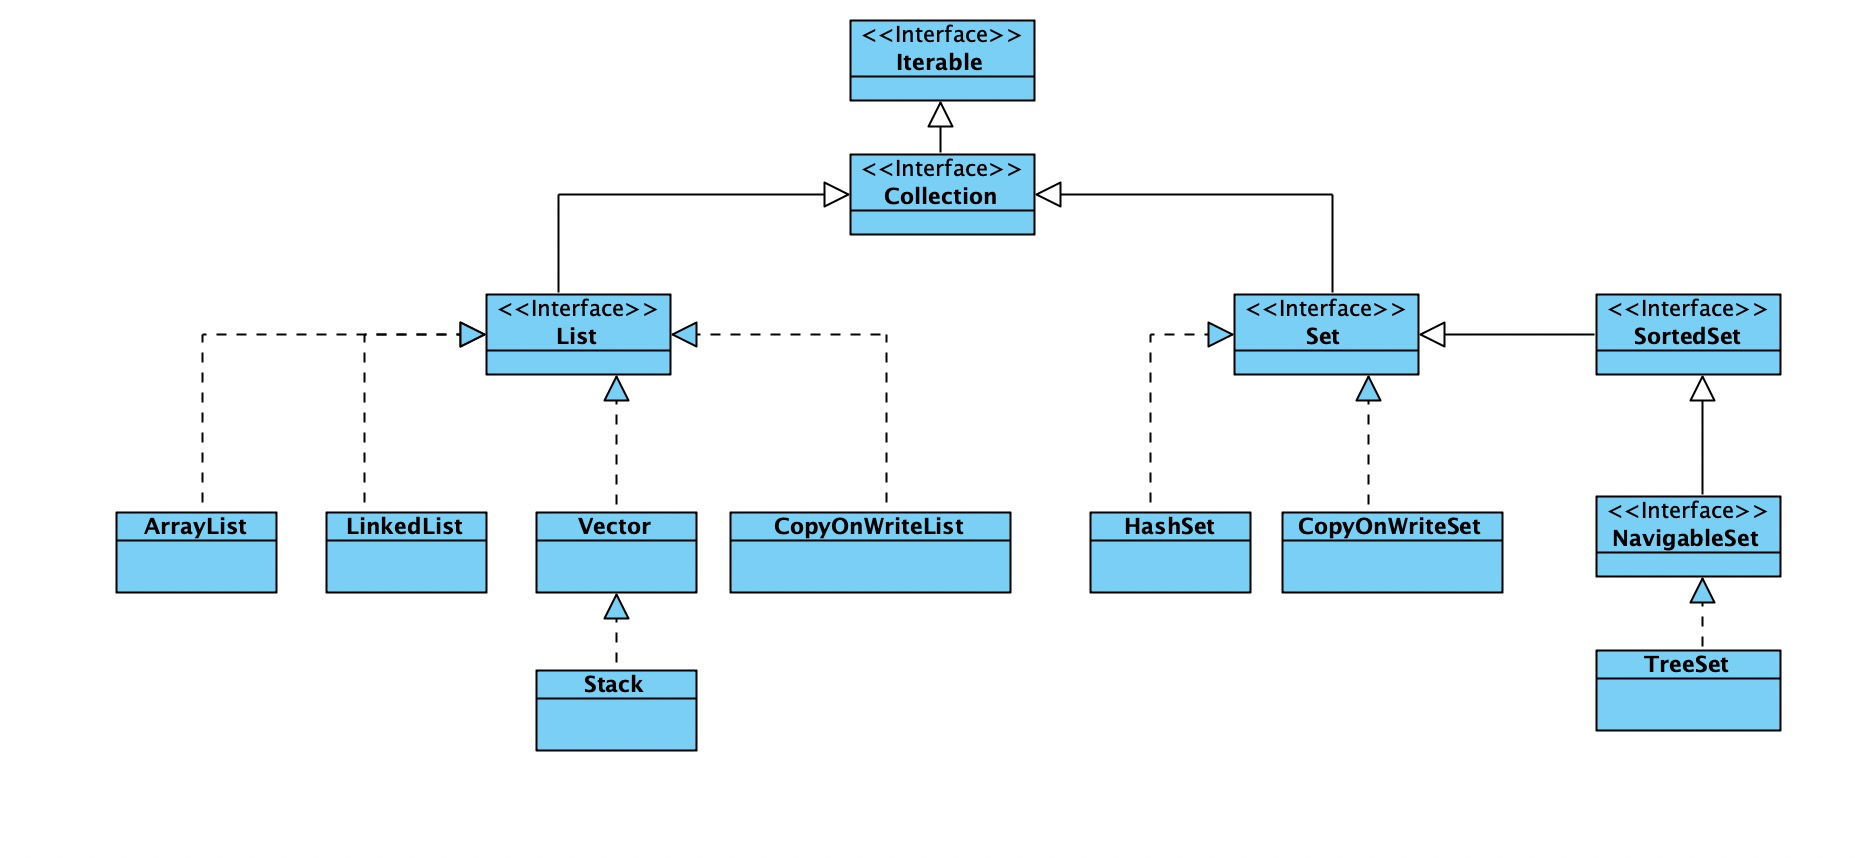 <<Interface>>
Iterable
<<Interface>>
Collection
<<Interface>>
List
<<Interface>>
Set
<<Interface>>
SortedSet
ArrayList
LinkedList
Vector
CopyOnWriteList
HashSet
CopyOnWriteSet
<<Interface>>
NavigableSet
Stack
TreeSet